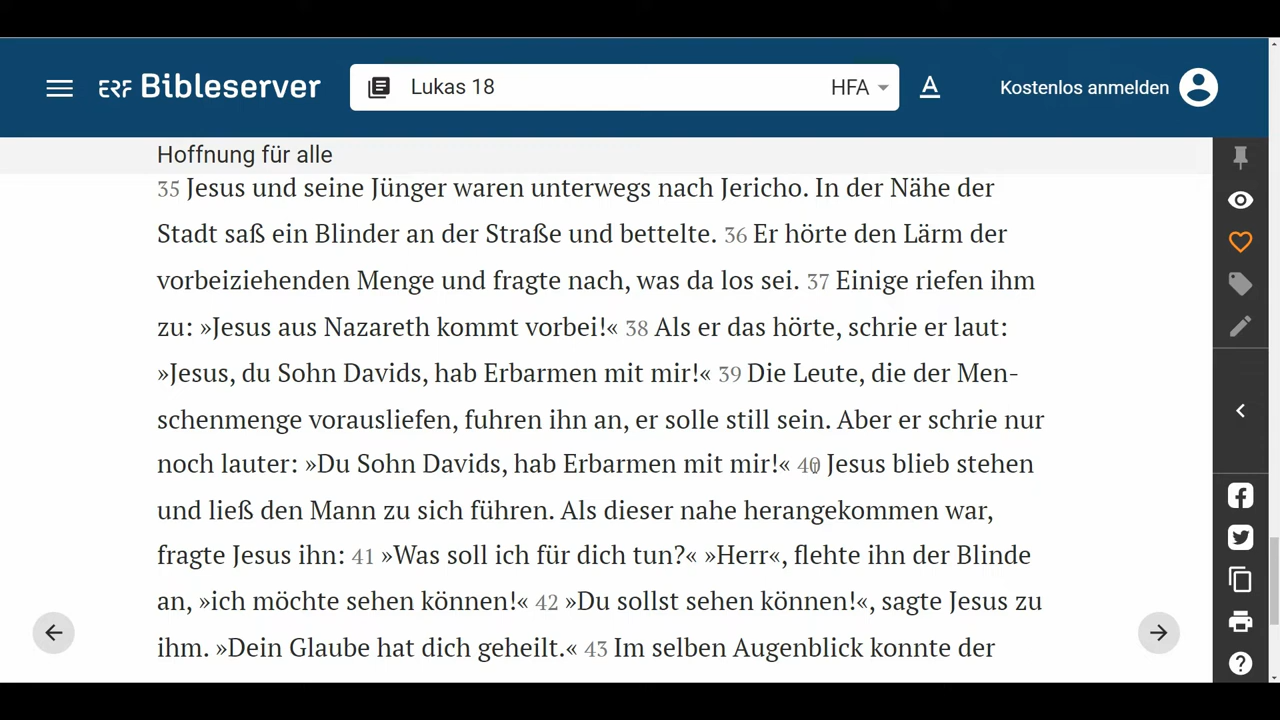 ERF Bibleserver
Lukas 18
HFA
A
Kostenlos anmelden
Hoffnung für alle
35 Jesus und seine Jünger waren unterwegs nach Jericho. In der Nähe der
Stadt saß ein Blinder an der Straße und bettelte. 36 Er hörte den Lärm der
vorbeiziehenden Menge und fragte nach, was da los sei. 37 Einige riefen ihm
zu: »Jesus aus Nazareth kommt vorbei!« 38 Als er das hörte, schrie er laut:
»Jesus, du Sohn Davids, hab Erbarmen mit mir!« 39 Die Leute, die der Men-
schenmenge vorausliefen, fuhren ihn an, er solle still sein. Aber er schrie nur
noch lauter: »Du Sohn Davids, hab Erbarmen mit mir!« 40 Jesus blieb stehen
und ließ den Mann zu sich führen. Als dieser nahe herangekommen war,
fragte Jesus ihn: 41 »Was soll ich für dich tun?« »Herr«, flehte ihn der Blinde
an, »ich möchte sehen können!« 42 »Du sollst sehen können!«, sagte Jesus zu
ihm. »Dein Glaube hat dich geheilt.« 43 Im selben Augenblick konnte der